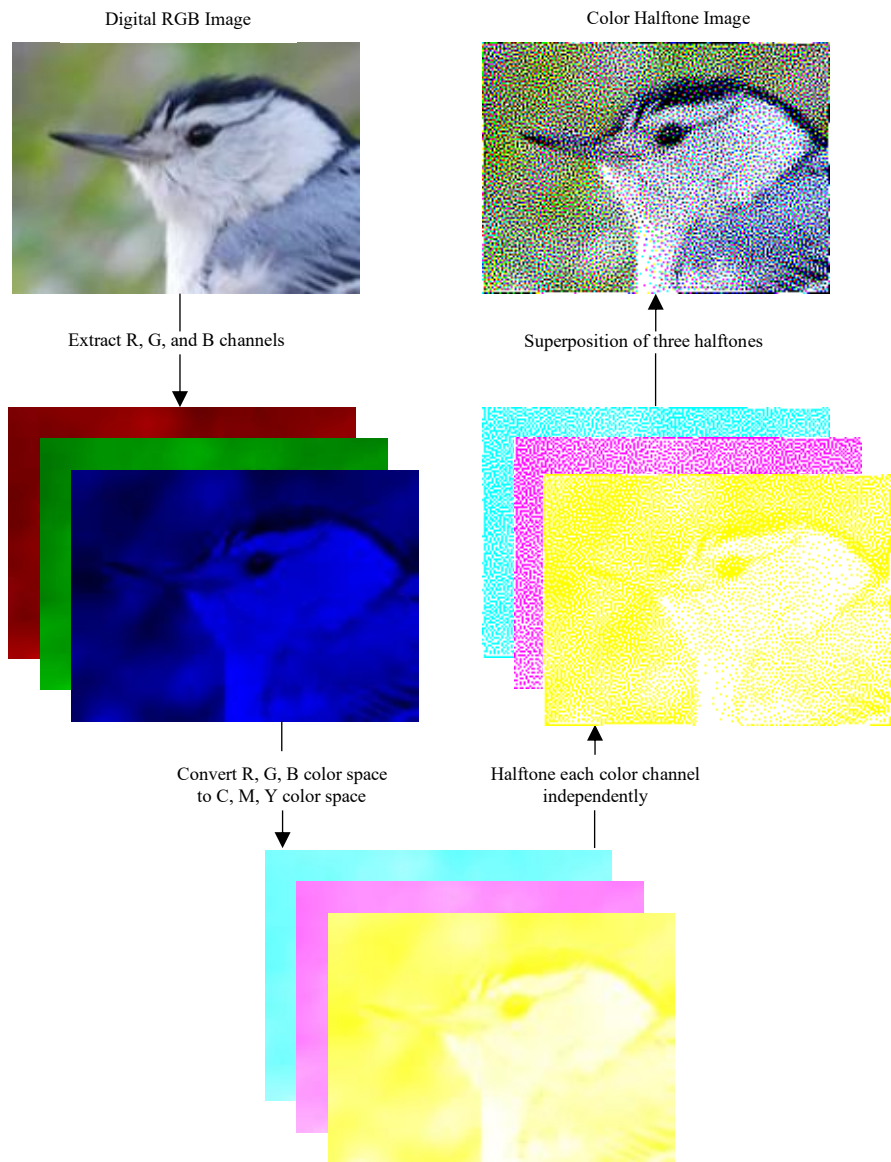 Digital RGB Image
Color Halftone Image
Extract R, G, and B channels
Superposition of three halftones
Convert R, G, B color space
to C, M, Y color space
Halftone each color channel
independently